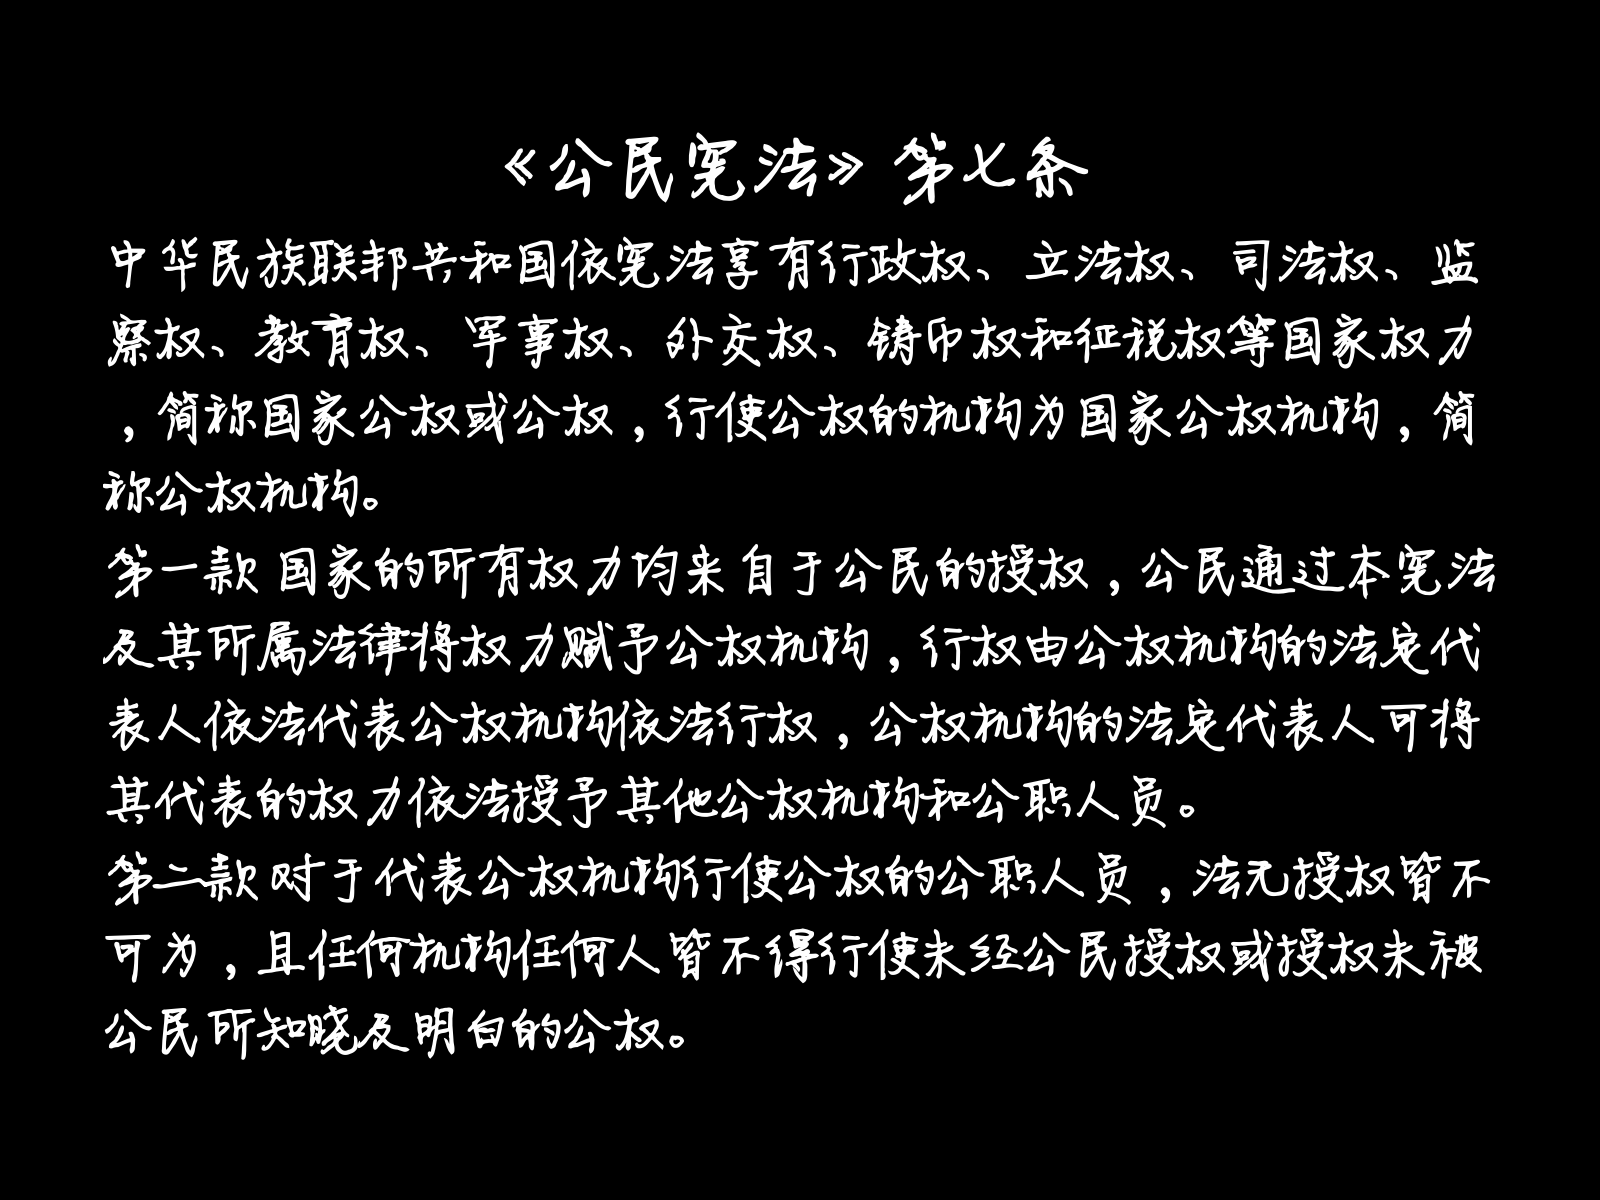 《公民宪法》第七条
中华民族联邦共和国依宪法享有行政权、立法权、司法权、监
察权、教育权、军事权、外交权、铸币权和征税权等国家权力
，简称国家公权或公权，行使公权的机构为国家公权机构，简
称公权机构。
第一款 国家的所有权力均来自于公民的授权，公民通过本宪法
及其所属法律将权力赋予公权机构，行权由公权机构的法定代
表人依法代表公权机构依法行权，公权机构的法定代表人可将
其代表的权力依法授予其他公权机构和公职人员。
第二款 对于代表公权机构行使公权的公职人员，法无授权皆不
可为，且任何机构任何人皆不得行使未经公民授权或授权未被
公民所知晓及明白的公权。